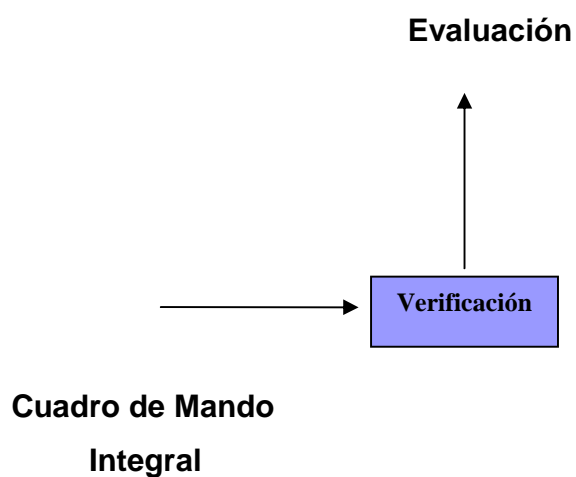 Evaluación
Verificación
Cuadro de Mando
Integral